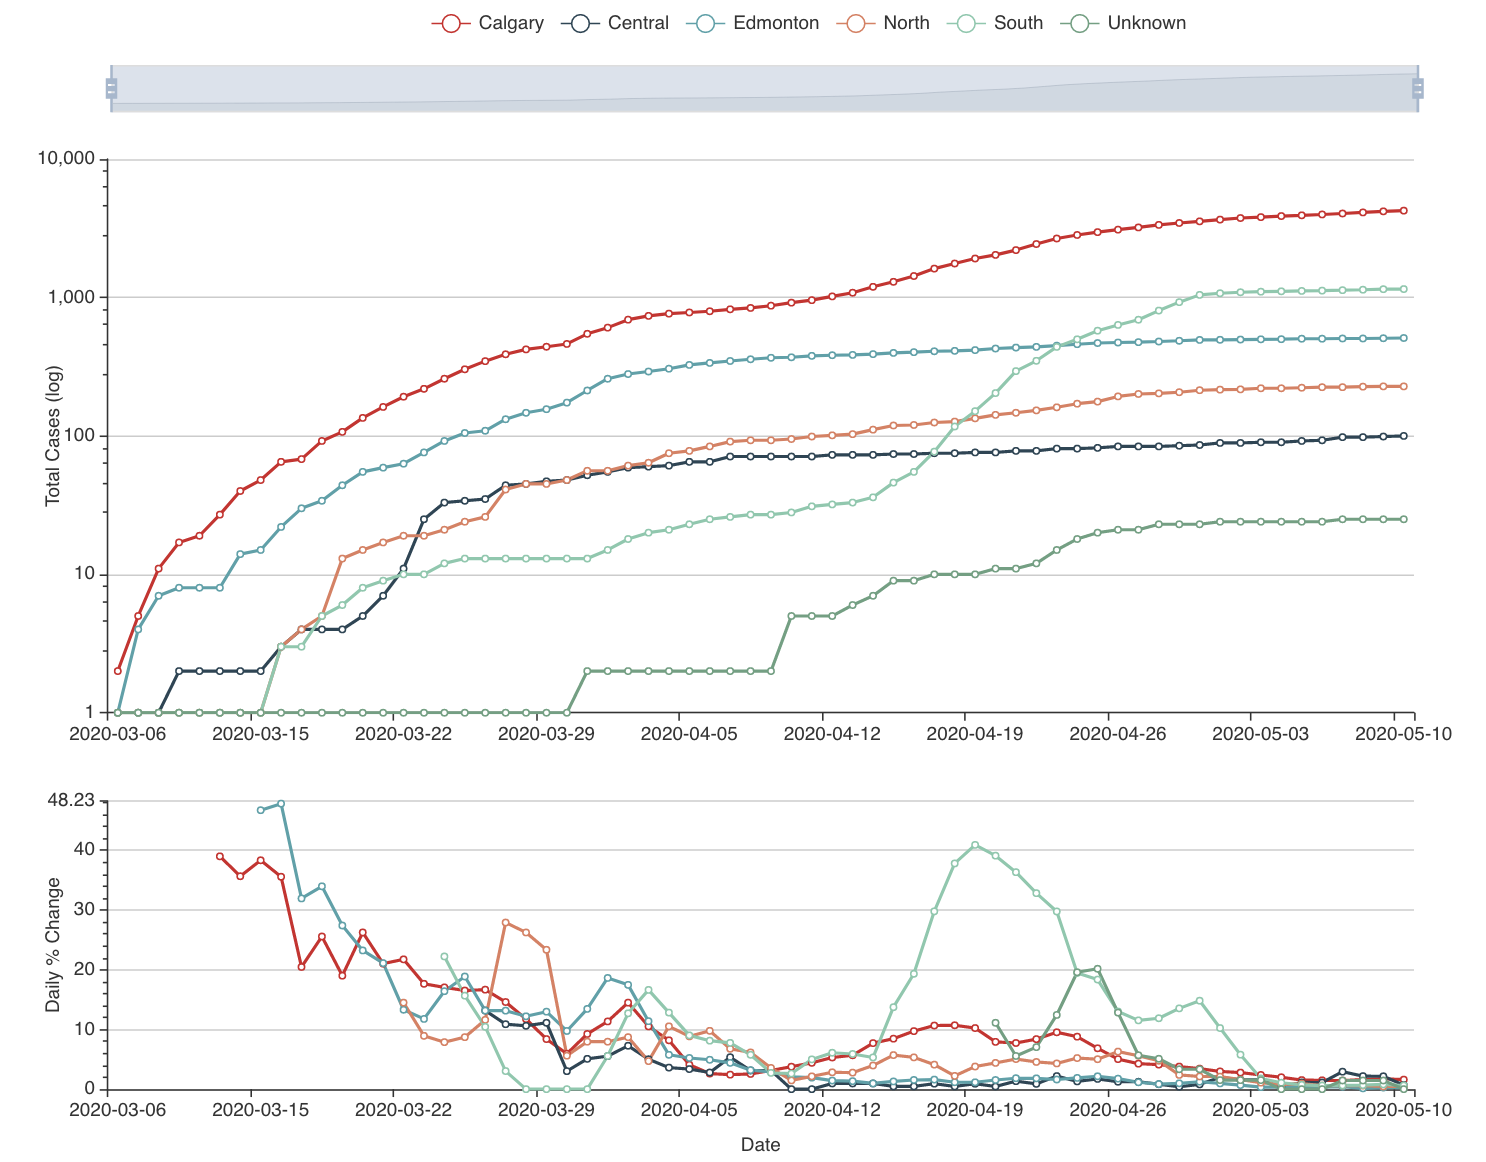 Calgary Central Edmonton North South Unknown
Total Cases (log)
10,000
1,000
100
10
1
2020-03-06 2020-03-15 2020-03-22 2020-03-29 2020-04-05 2020-04-12 2020-04-19 2020-04-26 2020-05-03 2020-05-10
Daily % Change
48.23
40
30
20
10
0
2020-03-06 2020-03-15 2020-03-22 2020-03-29 2020-04-05 2020-04-12 2020-04-19 2020-04-26 2020-05-03 2020-05-10
Date